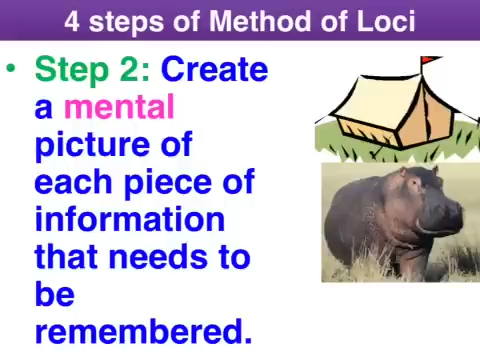 4 steps of Method of Loci
• Step 2: Create
a mental
picture of
each piece of
information
that needs to
be
remembered.